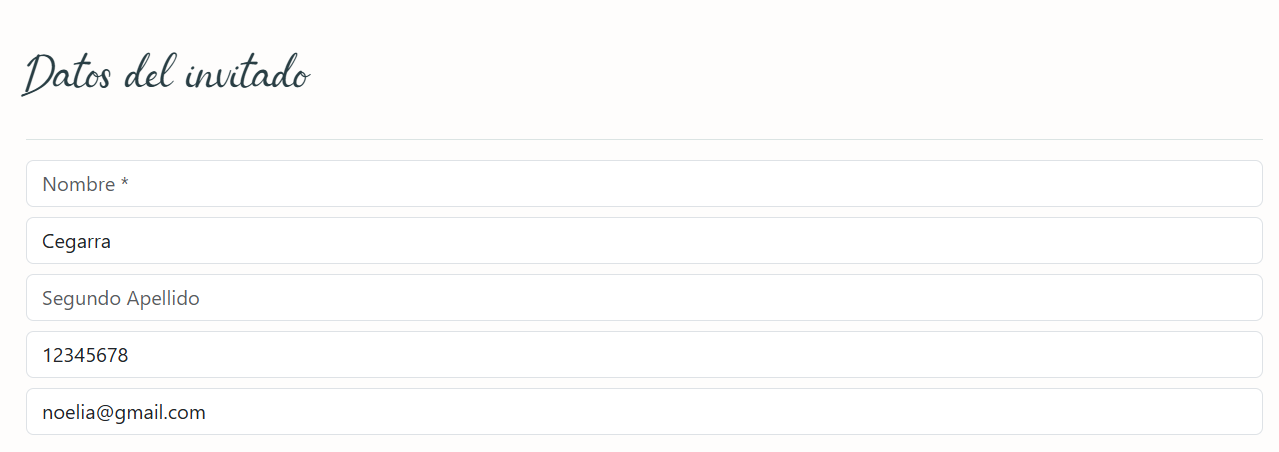 Datos del invitado
Nombre *
Cegarra
Segundo Apellido
12345678
noelia@gmail.com